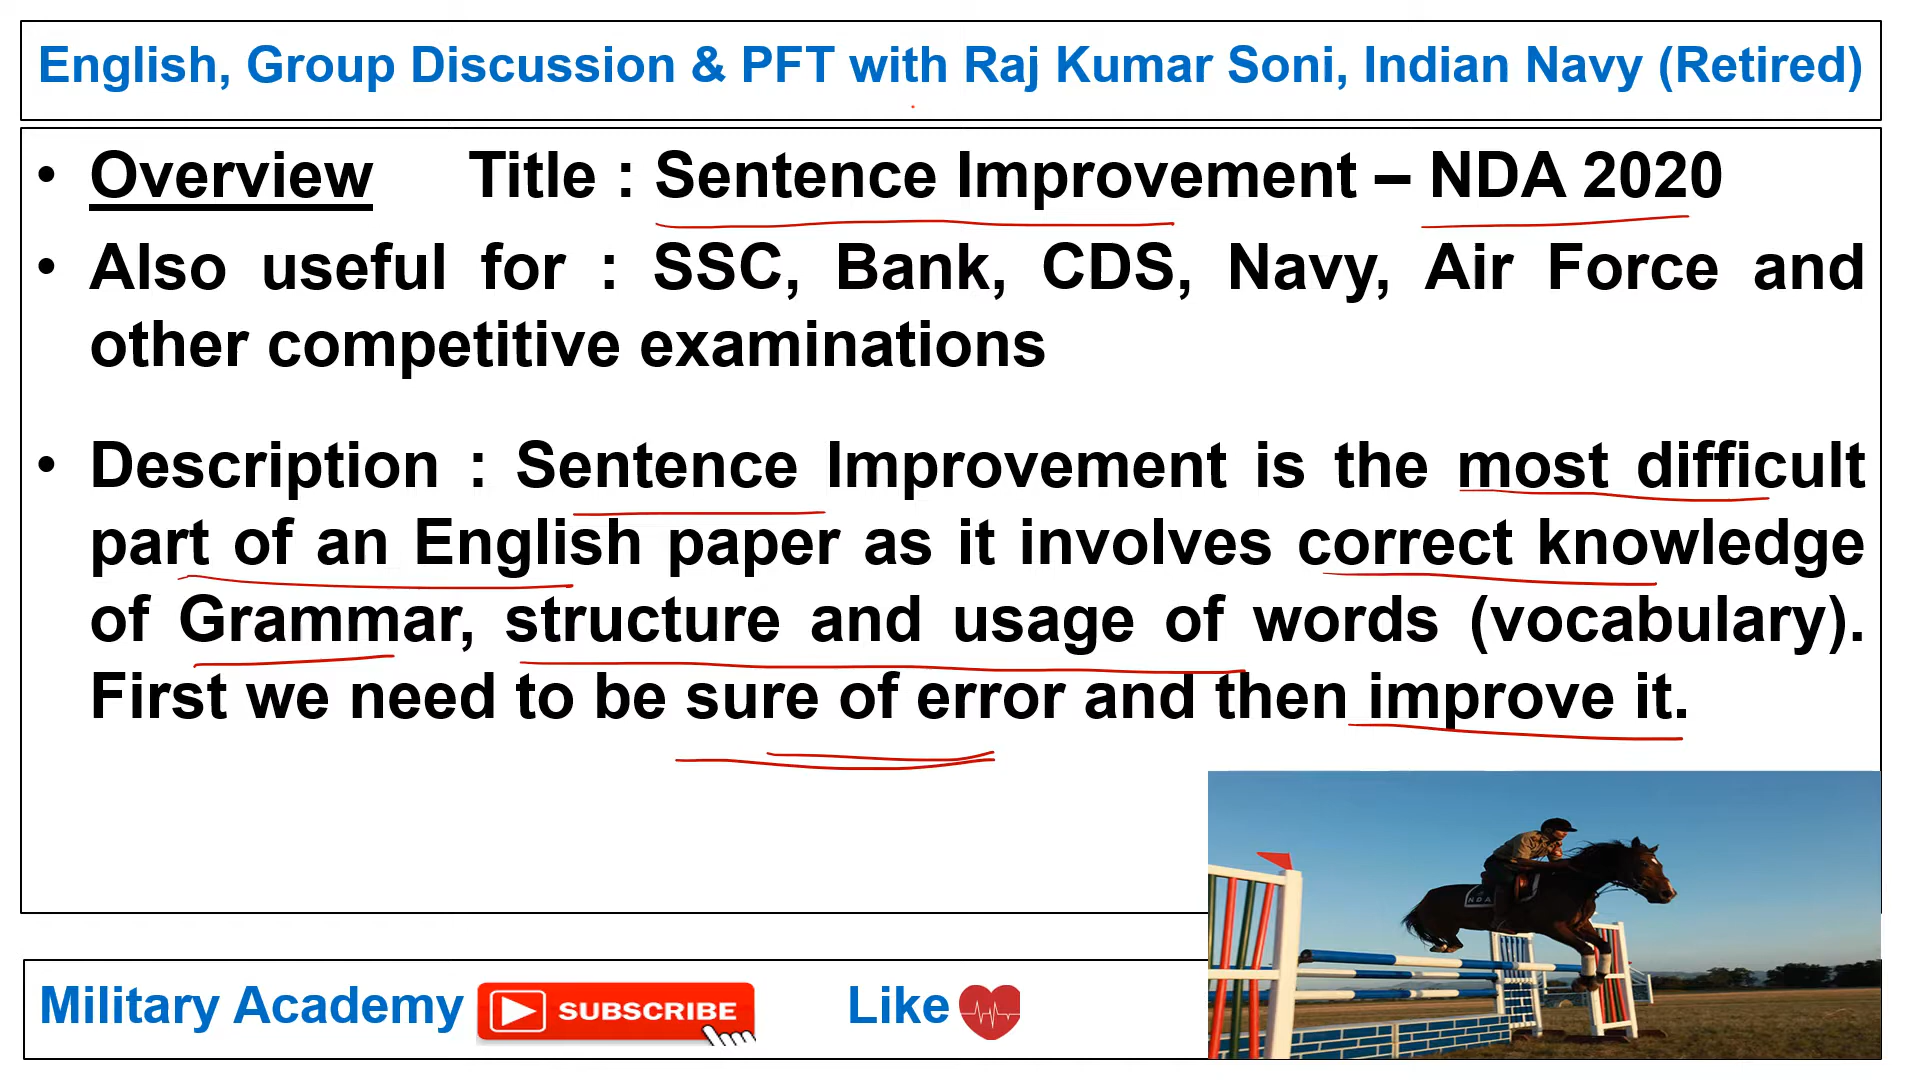 English, Group Discussion & PFT with Raj Kumar Soni, Indian Navy (Retired)
• Overview Title : Sentence Improvement – NDA 2020
• Also useful for : SSC, Bank, CDS, Navy, Air Force and
other competitive examinations
• Description : Sentence Improvement is the most difficult
part of an English paper as it involves correct knowledge
of Grammar, structure and usage of words (vocabulary).
First we need to be sure of error and then improve it.
NDA
Military Academy SUBSCRIBE Like